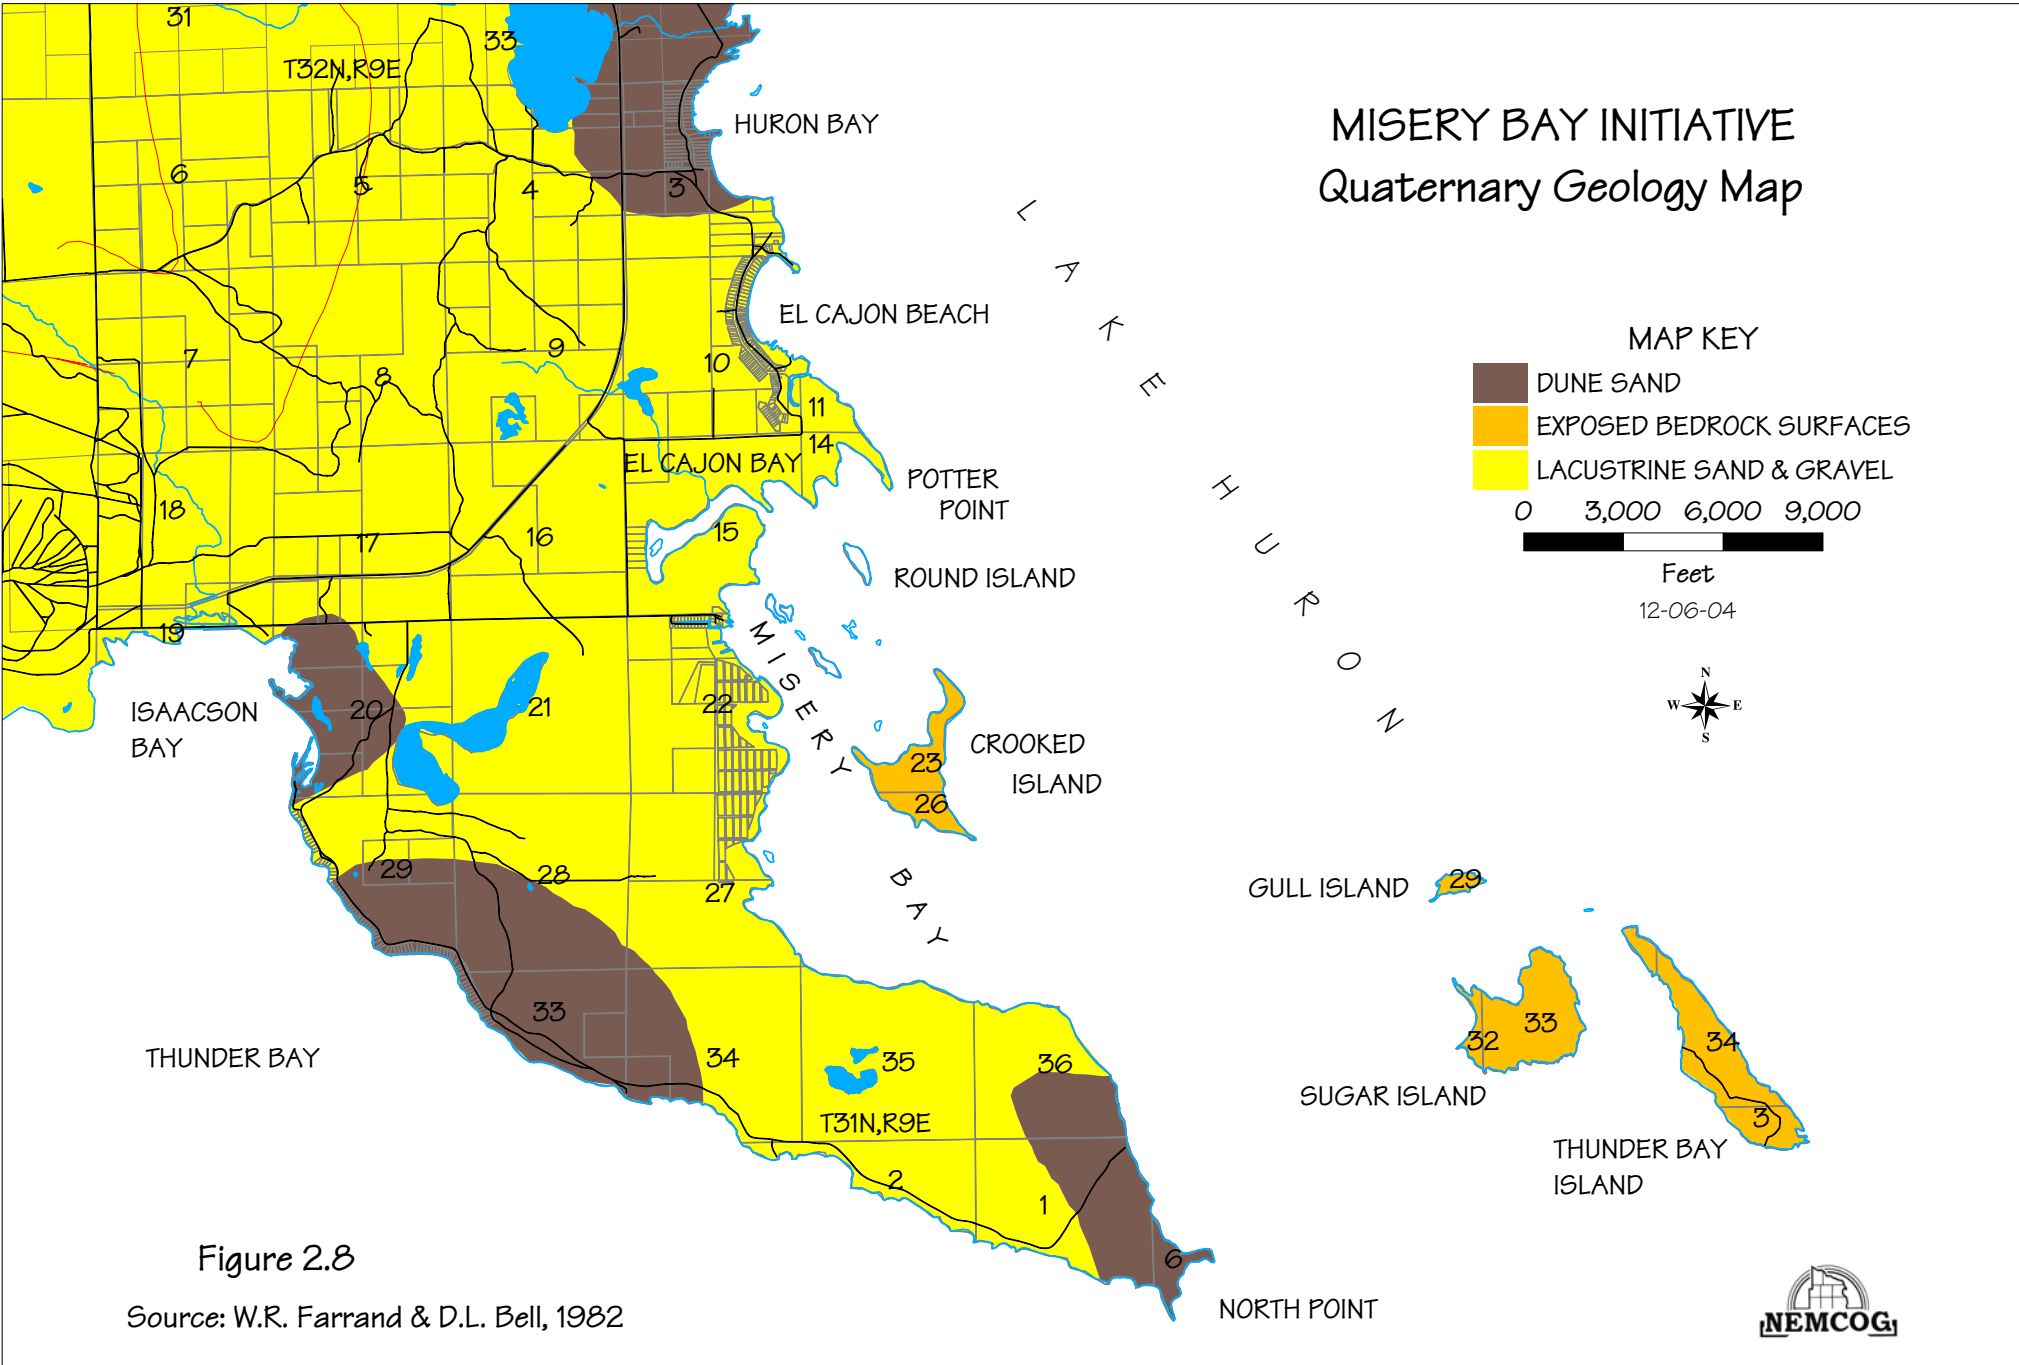 MISERY BAY INITIATIVE
Quaternary Geology Map
MAP KEY
DUNE SAND
EXPOSED BEDROCK SURFACES
LACUSTRINE SAND & GRAVEL
0 3,000 6,000 9,000
Feet
12-06-04
N
W E
S
31
33
T32N,R9E
HURON BAY
6
5
4
3
LAKE HURON
EL CAJON BEACH
7
8
9
10
11
14
EL CAJON BAY
POTTER
POINT
18
17
16
15
ROUND ISLAND
19
MISERY BAY
ISAACSON
BAY
20
21
22
23
26
CROOKED
ISLAND
29
28
27
GULL ISLAND
29
33
34
35
36
THUNDER BAY
T31N,R9E
32
33
SUGAR ISLAND
34
3
THUNDER BAY
ISLAND
2
1
6
NORTH POINT
Figure 2.8
Source: W.R. Farrand & D.L. Bell, 1982
NEMCOG